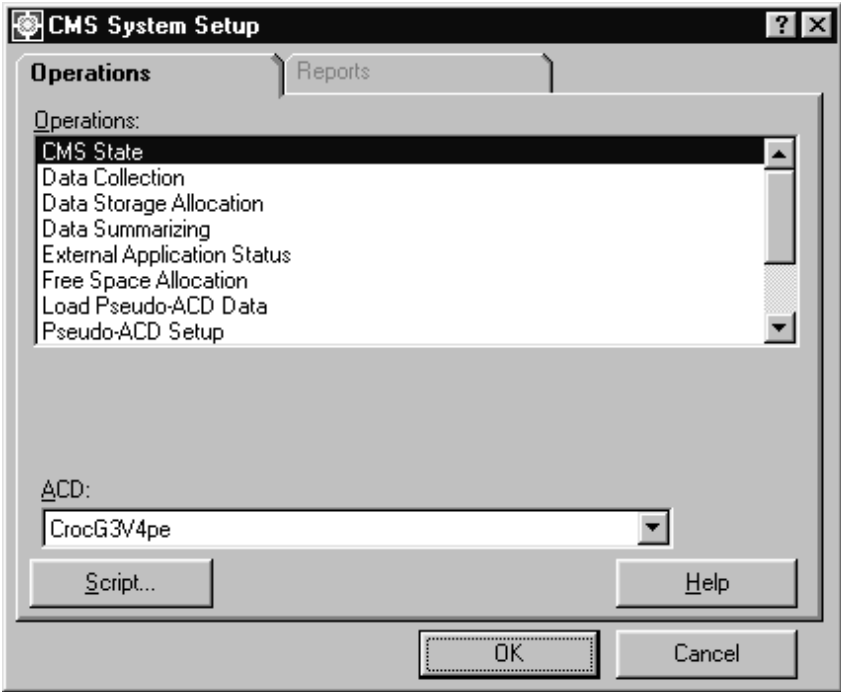 CMS System Setup
Operations
Reports
Operations:
CMS State
Data Collection
Data Storage Allocation
Data Summarizing
External Application Status
Free Space Allocation
Load Pseudo-ACD Data
Pseudo-ACD Setup
ACD:
CrocG3V4pe
Script...
Help
OK
Cancel